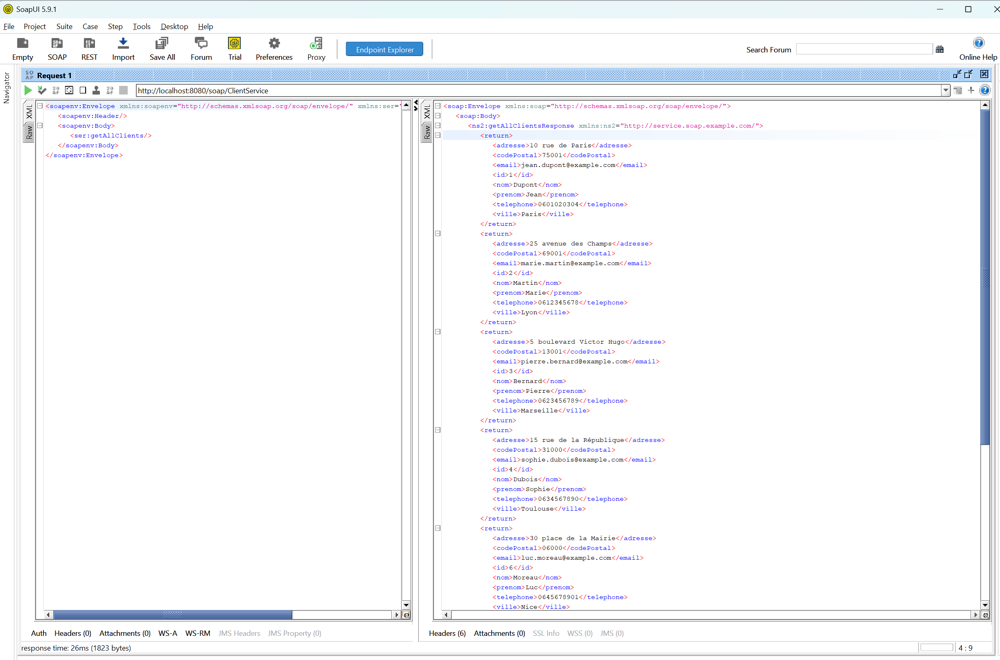 SoapUI 5.9.1
File Project Suite Case Step Tools Desktop Help
Empty SOAP REST Import Save All Forum Trial Preferences Proxy Endpoint Explorer Search Forum Online Help
Navigator
SO AP Request 1
http://localhost:8080/soap/ClientService
XML
Raw
<soapenv:Envelope xmlns:soapenv="http://schemas.xmlsoap.org/soap/envelope/" xmlns:ser="
<soapenv:Header/>
<soapenv:Body>
<ser:getAllClients/>
</soapenv:Body>
</soapenv:Envelope>
XML
Raw
<soap:Envelope xmlns:soap="http://schemas.xmlsoap.org/soap/envelope/">
<soap:Body>
<ns2:getAllClientsResponse xmlns:ns2="http://service.soap.example.com/">
<return>
<adresse>10 rue de Paris</adresse>
<codePostal>75001</codePostal>
<email>jean.dupont@example.com</email>
<id>1</id>
<nom>Dupont</nom>
<prenom>Jean</prenom>
<telephone>0601020304</telephone>
<ville>Paris</ville>
</return>
<return>
<adresse>25 avenue des Champs</adresse>
<codePostal>69001</codePostal>
<email>marie.martin@example.com</email>
<id>2</id>
<nom>Martin</nom>
<prenom>Marie</prenom>
<telephone>0612345678</telephone>
<ville>Lyon</ville>
</return>
<return>
<adresse>5 boulevard Victor Hugo</adresse>
<codePostal>13001</codePostal>
<email>pierre.bernard@example.com</email>
<id>3</id>
<nom>Bernard</nom>
<prenom>Pierre</prenom>
<telephone>0623456789</telephone>
<ville>Marseille</ville>
</return>
<return>
<adresse>15 rue de la République</adresse>
<codePostal>31000</codePostal>
<email>sophie.dubois@example.com</email>
<id>4</id>
<nom>Dubois</nom>
<prenom>Sophie</prenom>
<telephone>0634567890</telephone>
<ville>Toulouse</ville>
</return>
<return>
<adresse>30 place de la Mairie</adresse>
<codePostal>06000</codePostal>
<email>luc.moreau@example.com</email>
<id>6</id>
<nom>Moreau</nom>
<prenom>Luc</prenom>
<telephone>0645678901</telephone>
<ville>Nice</ville>
Auth Headers (0) Attachments (0) WS-A WS-RM JMS Headers JMS Property (0)
Headers (6) Attachments (0) SSL Info WSS (0) JMS (0)
response time: 26ms (1823 bytes)
4 : 9